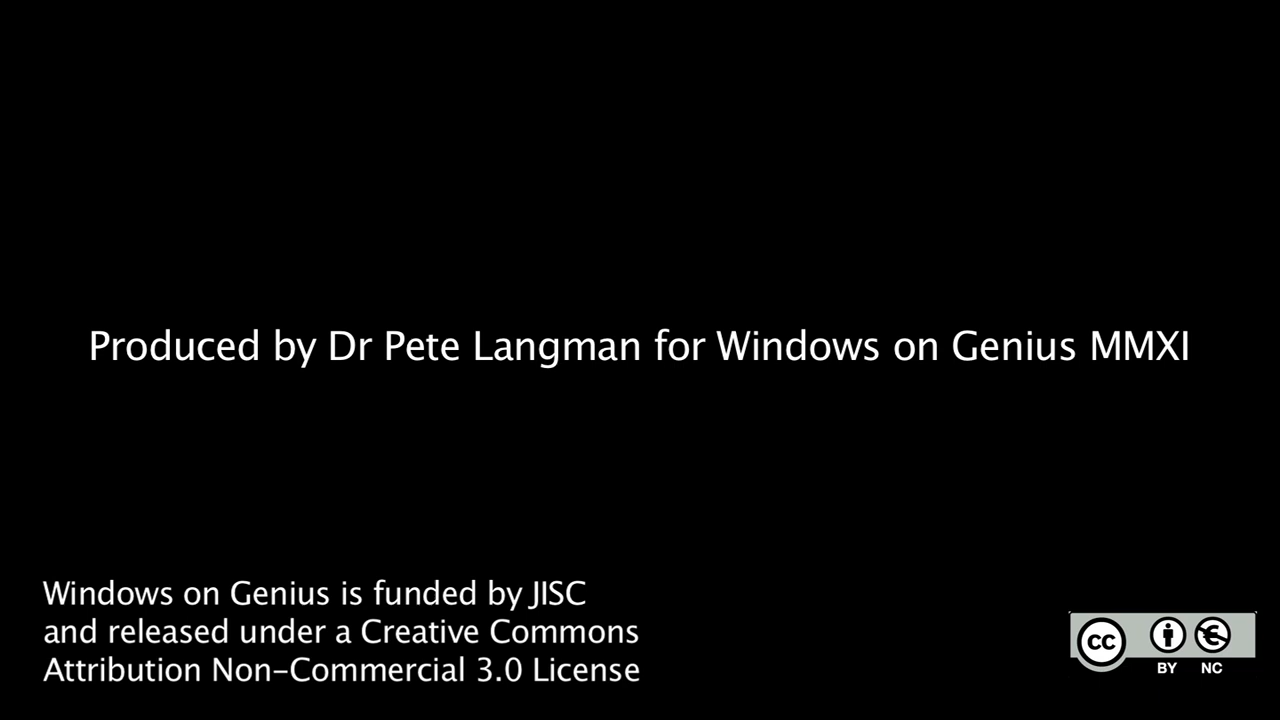 Produced by Dr Pete Langman for Windows on Genius MMXI
Windows on Genius is funded by JISC
and released under a Creative Commons
Attribution Non-Commercial 3.0 License
cc
BY NC